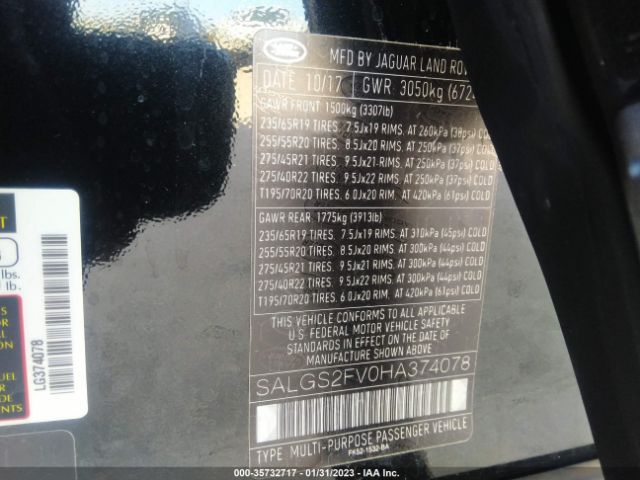 MFD BY JAGUAR LAND
DATE 10/17 GWR 3050kg
GAWR FRONT 1500kg (3307lb)
235/65R19 TIRES. 7.5Jx19 RIMS. AT 260kPa (38psi) COLD
255/55R20 TIRES. 8.5Jx20 RIMS. AT 250kPa (37psi) COLD
275/45R21 TIRES. 9.5Jx21 RIMS. AT 250kPa (37psi) COLD
275/40R22 TIRES. 9.5Jx22 RIMS. AT 250kPa (37psi) COLD
T195/70R20 TIRES. 6.0Jx20 RIM. AT 420kPa (61psi) COLD
GAWR REAR 1775kg (3913lb)
235/65R19 TIRES. 7.5Jx19 RIMS. AT 310kPa (45psi) COLD
255/55R20 TIRES. 8.5Jx20 RIMS. AT 300kPa (44psi) COLD
275/45R21 TIRES. 9.5Jx21 RIMS. AT 300kPa (44psi) COLD
275/40R22 TIRES. 9.5Jx22 RIMS. AT 300kPa (44psi) COLD
T195/70R20 TIRES. 6.0Jx20 RIM. AT 420kPa (61psi) COLD
THIS VEHICLE CONFORMS TO ALL APPLICABLE
U.S. FEDERAL MOTOR VEHICLE SAFETY
STANDARDS IN EFFECT ON THE DATE OF
MANUFACTURE SHOWN ABOVE.
SALGS2FV0HA374078
TYPE: MULTI-PURPOSE PASSENGER VEHICLE
FK52-1532-BA
lbs.
lb.
LG374078
000-35732717 - 01/31/2023 - IAAI.COM